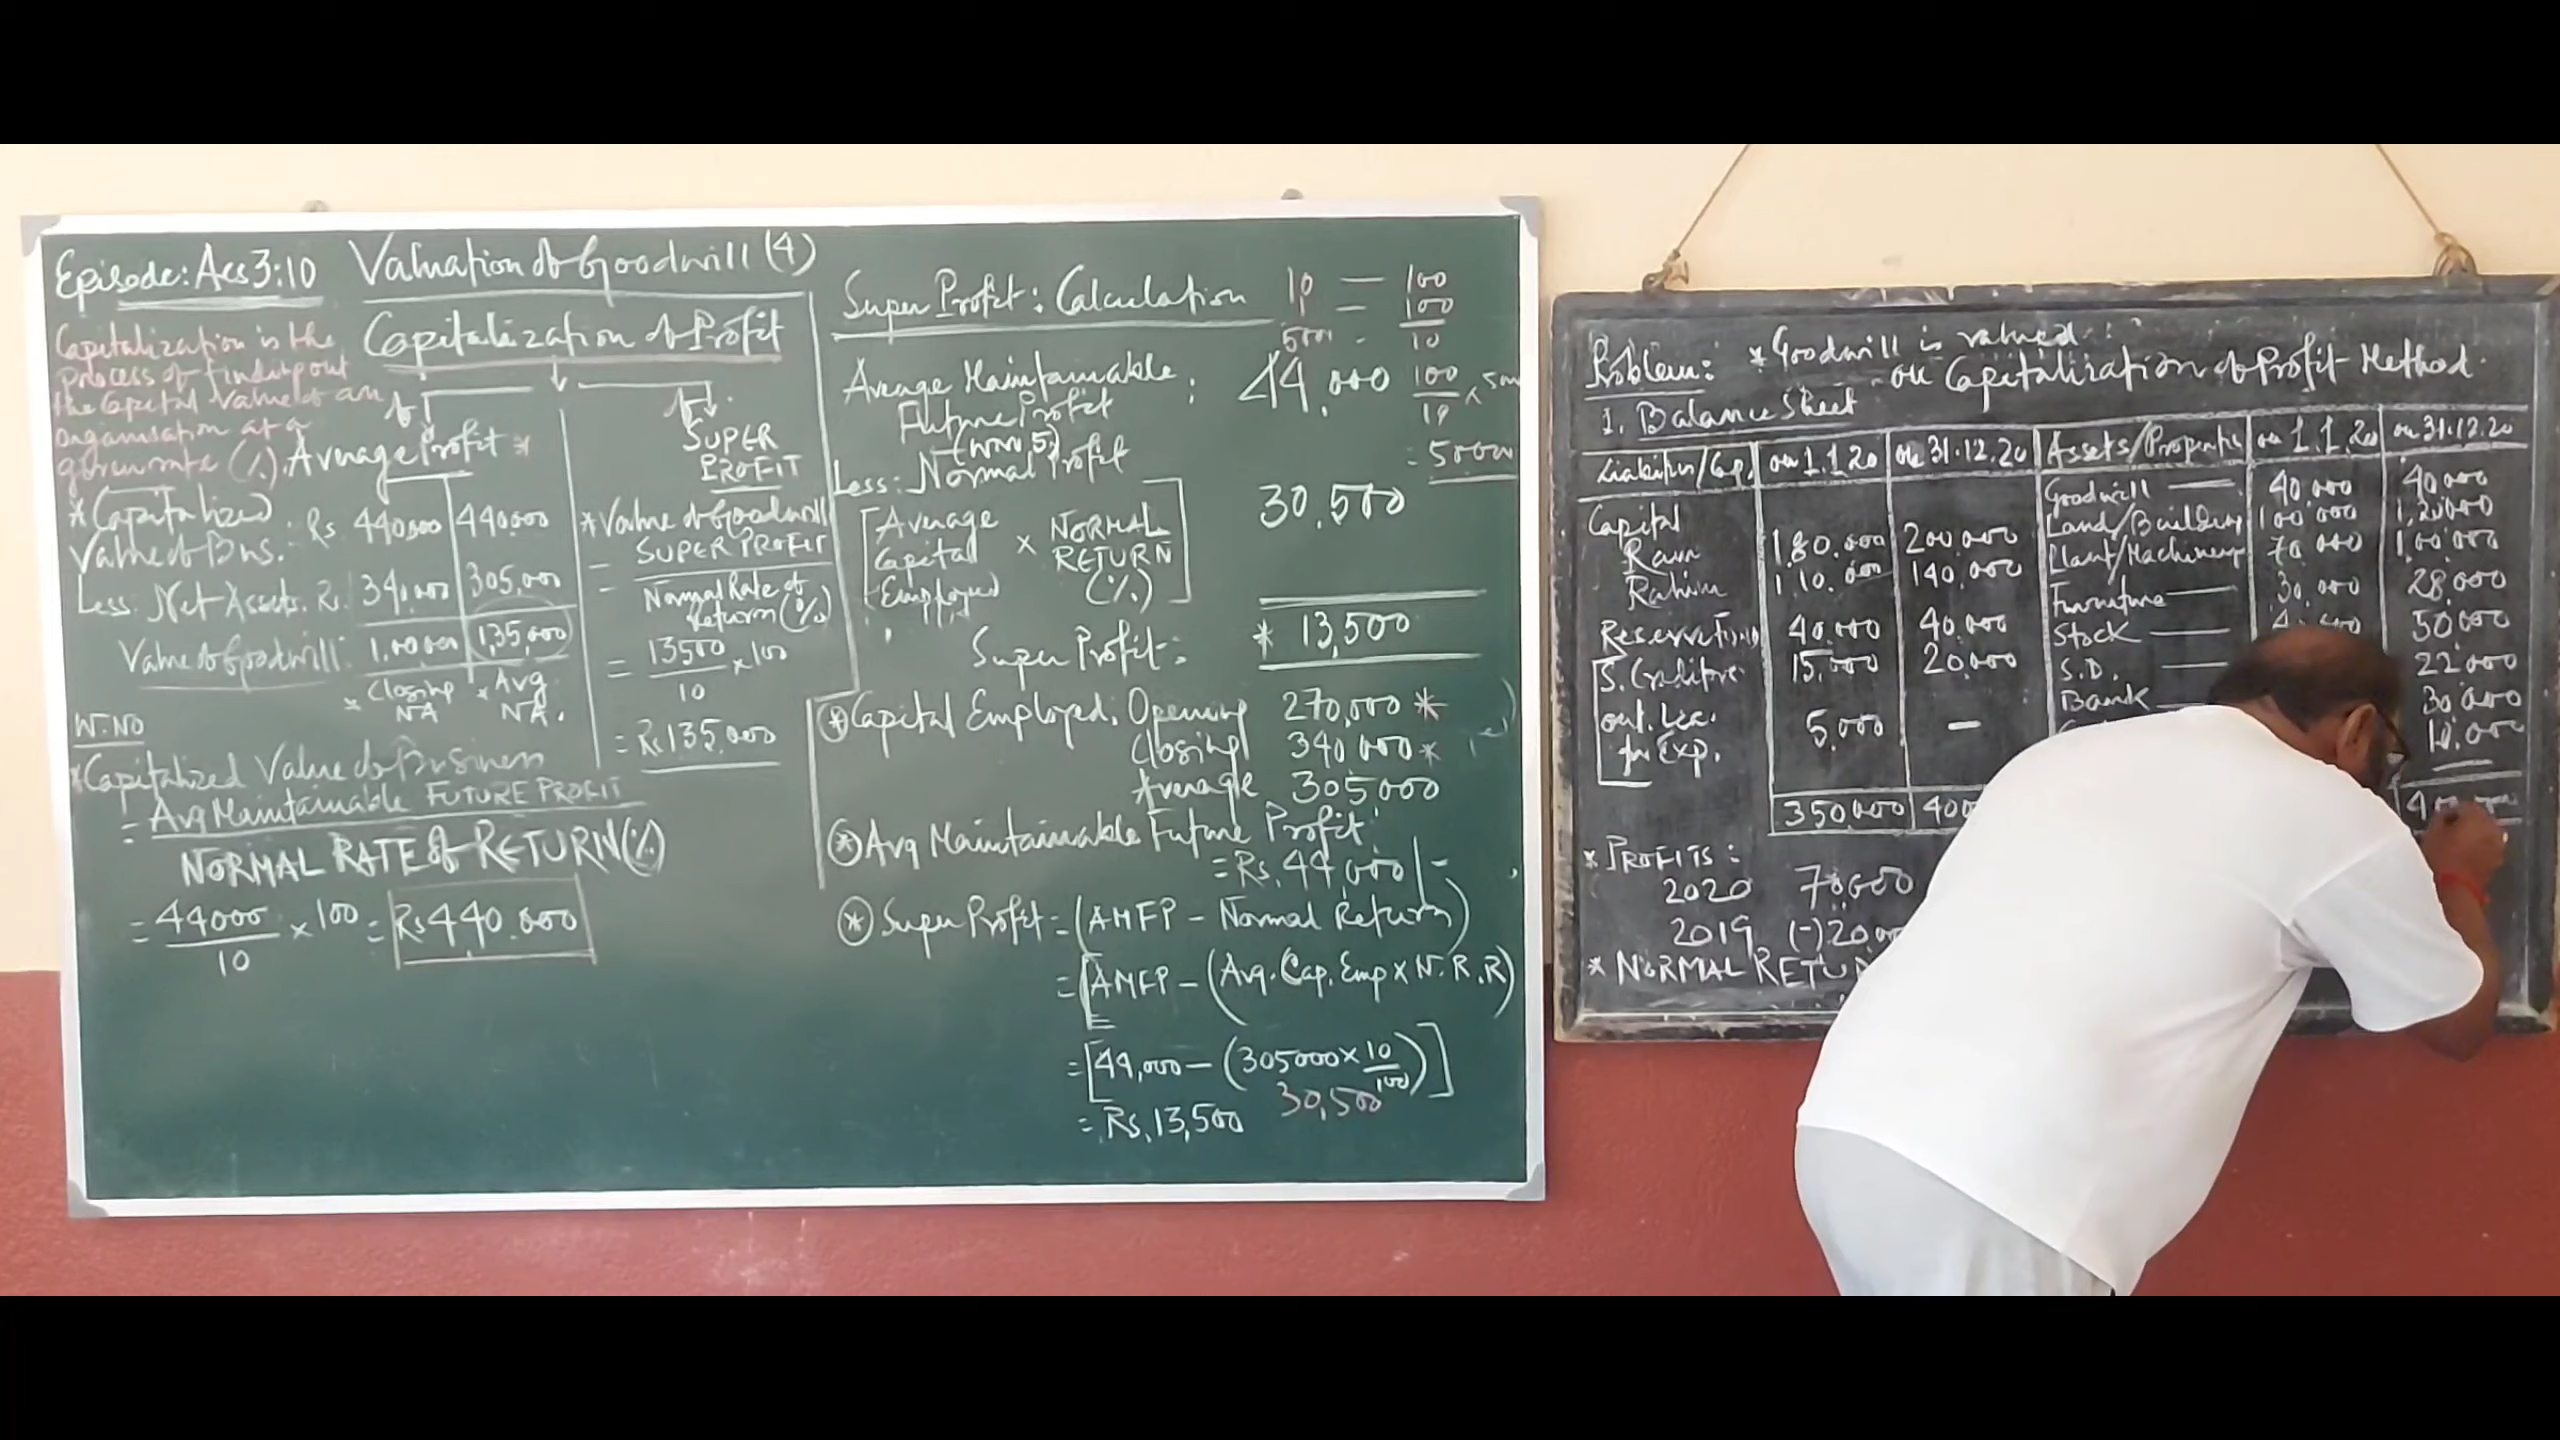 Episode: Acs 3:10 Valuation of Goodwill (4)
Capitalization is the
process of finding out
the capital value of an
organisation at a
given rate (%).
Capitalization of Profit
Average Profit *
SUPER
PROFIT
* Capitalized
Value of Bus. : Rs. 440,000 440,000
Less: Net Assets. Rs. 340,000 305,000
Value of Goodwill: 1,00,000 1,35,000
* Closing
NA
* Avg
NA.
* Value of Goodwill
= SUPER PROFIT
Normal Rate of
Return (%)
= 13500 × 100
10
= Rs 135,000
W.NO
* Capitalized Value of Business
= Avg Maintainable FUTURE PROFIT
NORMAL RATE of RETURN (%)
= 44000 × 100 = Rs 440,000
10
Super Profit: Calculation
10 — 100
= 100
10
100
10
= 50000
Average Maintainable : 44,000
Future Profit
(W.N. 5)
Less: Normal Profit
[Average Capital Employed × NORMAL RETURN (%)] 30,500
Super Profit: * 13,500
* Capital Employed: Opening 270,000 *
Closing 340,000 *
Average 305,000
* Avg Maintainable Future Profit
= Rs. 44,000/-
* Super Profit = (AMFP - Normal Return)
= [AMFP - (Avg. Cap. Emp × N.R.R)
= [44,000 - (305000 × 10/100)]
30,500
= Rs. 13,500
Problem: * Goodwill is valued :
on Capitalization of Profit Method.
1. Balance Sheet
Liabilities/Cap. on 1.1.20 on 31.12.20 Assets/Properties on 1.1.20 on 31.12.20
Goodwill — 40,000 40,000
Capital Land/Building 100,000 1,20,000
Ram 1,80,000 200,000 Plant/Machinery 70,000 1,00,000
Rahim 1,10,000 140,000 Furniture — 30,000 28,000
Reserve 40,000 40,000 Stock — 50,000
S. Creditors 15,000 20,000 S.D. — 22,000
Bank — 30,000
out. for Exp. 5,000 — 10,000
350,000 400
* PROFITS:
2020 70,000
2019 (-) 20,00
* NORMAL RETUR